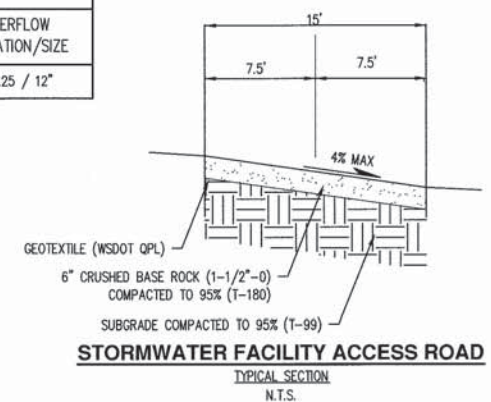 ERFLOW
ATION/SIZE
25 / 12"
15'
7.5'
7.5'
4% MAX
GEOTEXTILE (WSDOT QPL)
6" CRUSHED BASE ROCK (1-1/2"-0)
COMPACTED TO 95% (T-180)
SUBGRADE COMPACTED TO 95% (T-99)
STORMWATER FACILITY ACCESS ROAD
TYPICAL SECTION
N.T.S.